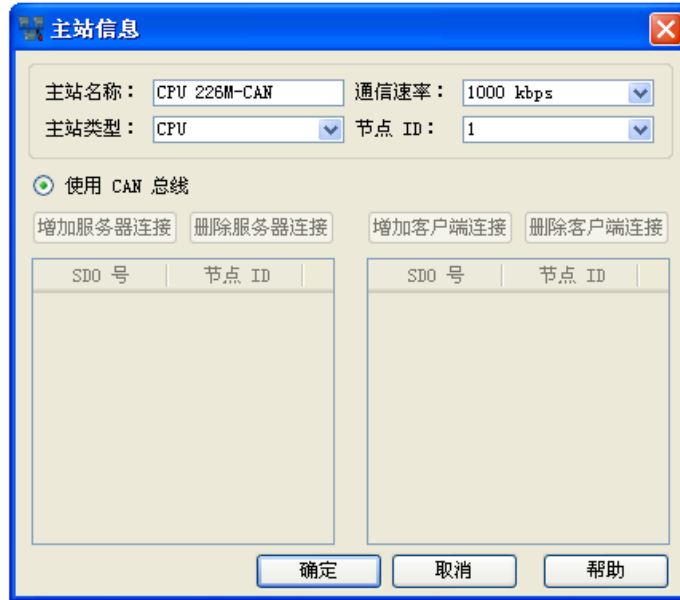 主站信息
主站名称： CPU 226M-CAN 通信速率： 1000 kbps
主站类型： CPU 节点 ID： 1
使用 CAN 总线
增加服务器连接 删除服务器连接 增加客户端连接 删除客户端连接
SDO 号 节点 ID SDO 号 节点 ID
确定 取消 帮助